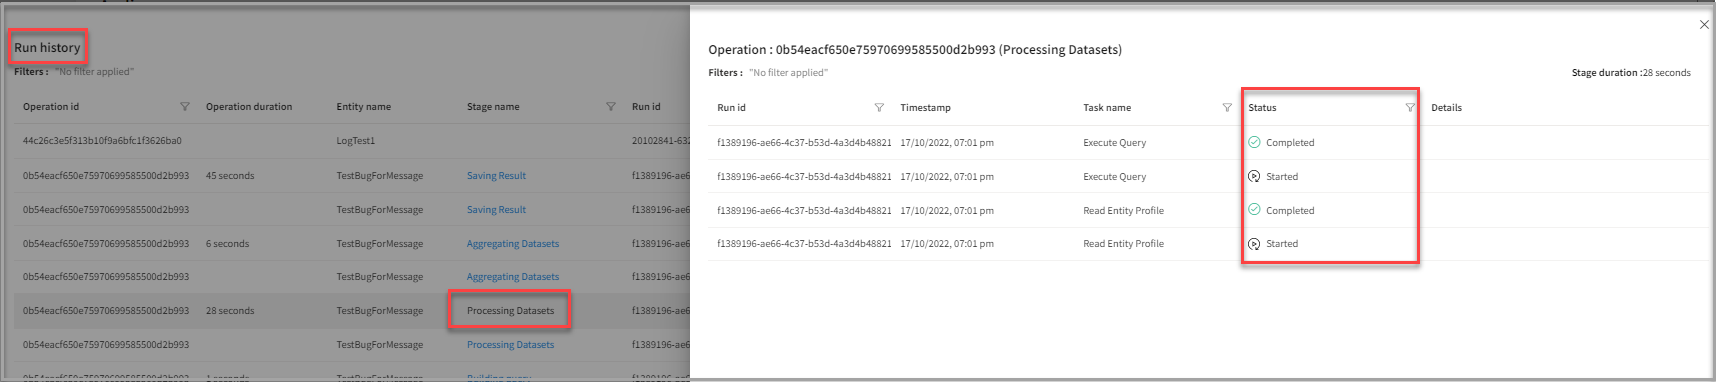 Run history
Filters : "No filter applied"
Operation id Operation duration Entity name Stage name Run id
44c26c3e5f313b10f9a6bfc1f3626ba0 LogTest1 20102841-632
0b54eacf650e75970699585500d2b993 45 seconds TestBugForMessage Saving Result f1389196-ae6
0b54eacf650e75970699585500d2b993 TestBugForMessage Saving Result f1389196-ae6
0b54eacf650e75970699585500d2b993 6 seconds TestBugForMessage Aggregating Datasets f1389196-ae6
0b54eacf650e75970699585500d2b993 TestBugForMessage Aggregating Datasets f1389196-ae6
0b54eacf650e75970699585500d2b993 28 seconds TestBugForMessage Processing Datasets f1389196-ae6
0b54eacf650e75970699585500d2b993 TestBugForMessage Processing Datasets f1389196-ae6
Operation : 0b54eacf650e75970699585500d2b993 (Processing Datasets)
Filters : "No filter applied" Stage duration :28 seconds
Run id Timestamp Task name Status Details
f1389196-ae66-4c37-b53d-4a3d4b48821 17/10/2022, 07:01 pm Execute Query Completed
f1389196-ae66-4c37-b53d-4a3d4b48821 17/10/2022, 07:01 pm Execute Query Started
f1389196-ae66-4c37-b53d-4a3d4b48821 17/10/2022, 07:01 pm Read Entity Profile Completed
f1389196-ae66-4c37-b53d-4a3d4b48821 17/10/2022, 07:01 pm Read Entity Profile Started